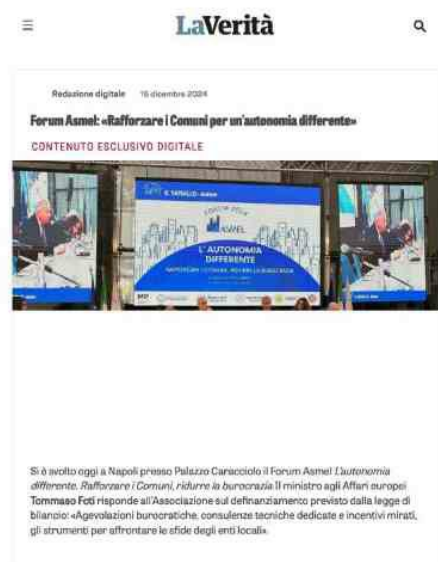 LaVerità
Redazione digitale 16 dicembre 2024
Forum Asmel: «Rafforzare i Comuni per un'autonomia differente»
CONTENUTO ESCLUSIVO DIGITALE
FORUM 2024
ASMEL
L'AUTONOMIA
DIFFERENTE
Si è svolto oggi a Napoli presso Palazzo Caracciolo il Forum Asmel L'autonomia
differente. Rafforzare i Comuni, ridurre la burocrazia Il ministro agli Affari europei
Tommaso Foti risponde all'Associazione sul definanziamento previsto dalla legge di
bilancio: «Agevolazioni burocratiche, consulenze tecniche dedicate e incentivi mirati,
gli strumenti per affrontare le sfide degli enti locali».